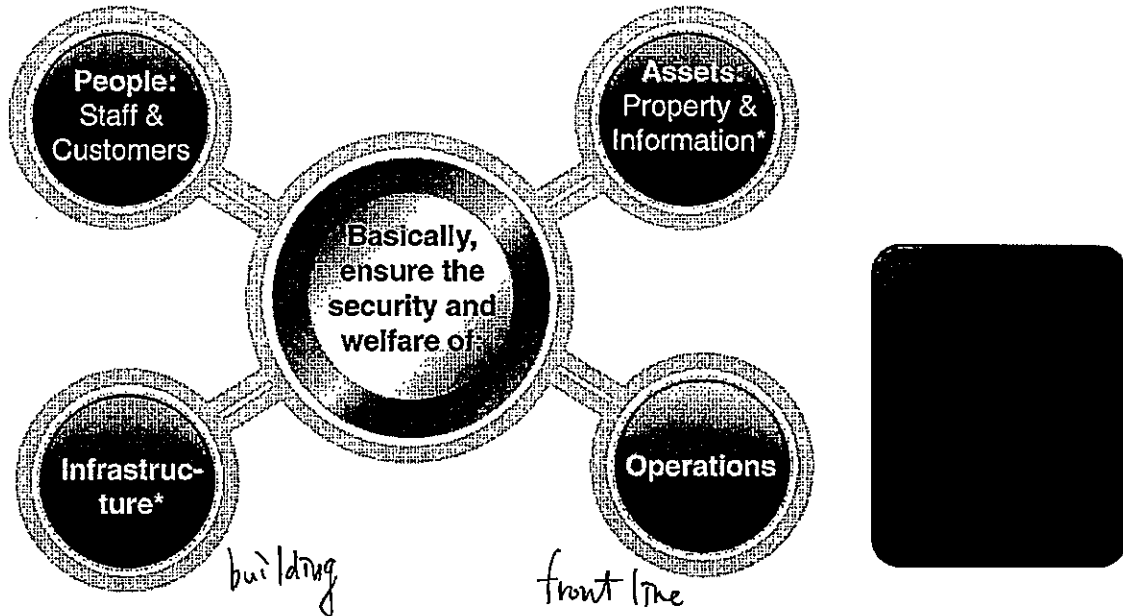 People:
Staff &
Customers
Assets:
Property &
Information*
Basically,
ensure the
security and
welfare of:
Infrastruc-
ture*
Operations
building
front line